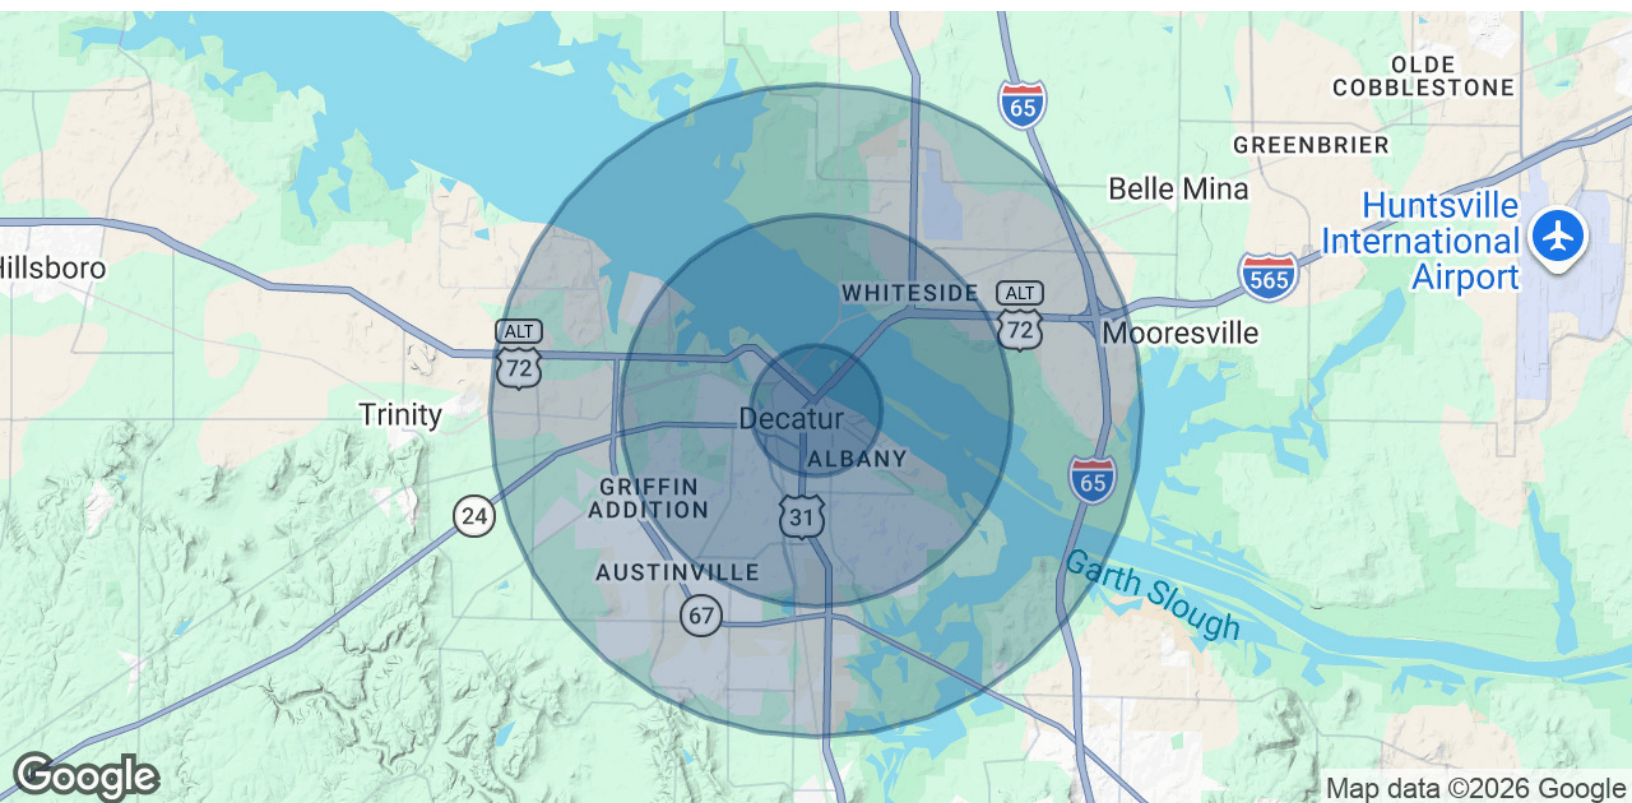 OLDE
COBBLESTONE
65
GREENBRIER
Belle Mina
Huntsville
International
Airport
Hillsboro
565
WHITESIDE
ALT
72
Mooresville
ALT
72
Trinity
Decatur
ALBANY
65
GRIFFIN
ADDITION
24
31
AUSTINVILLE
67
Garth Slough
Google
Map data ©2026 Google